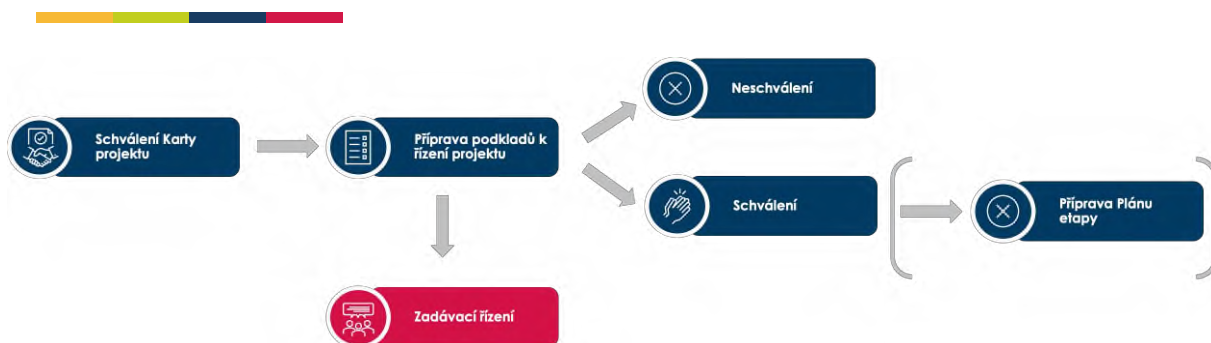 Schválení Karty
projektu
Příprava podkladů k
řízení projektu
Neschválení
Schválení
Příprava Plánu
etapy
Zadávací řízení